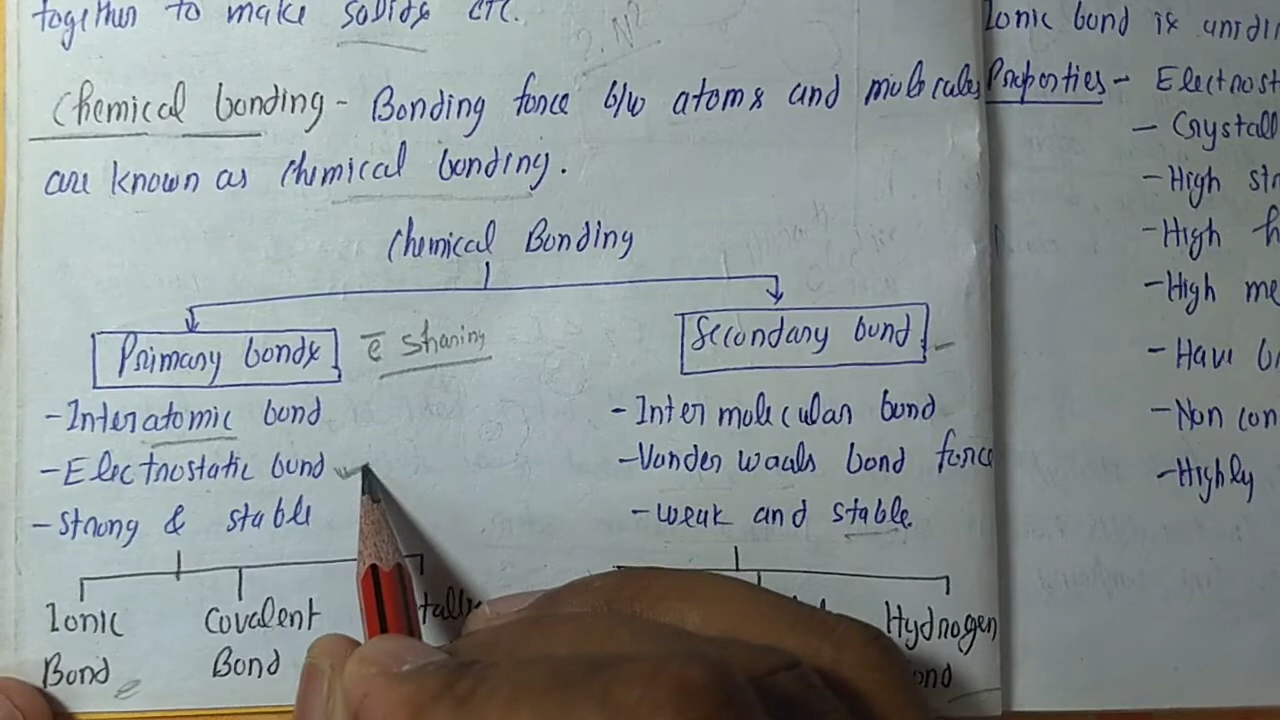 together to make solids etc.
Chemical bonding - Bonding force b/w atoms and molecules
are known as chemical bonding.
Chemical Bonding
Primary bonds
e̅ sharing
Secondary bond
- Interatomic bond
- Electrostatic bond
- Strong & stable
- Inter molecular bond
- Vander waals bond force
- weak and stable.
Ionic Bond
Covalent Bond
Hydrogen
Ionic bond is
Properties -
- High
- High
- High
- Have
- Non
- Highly